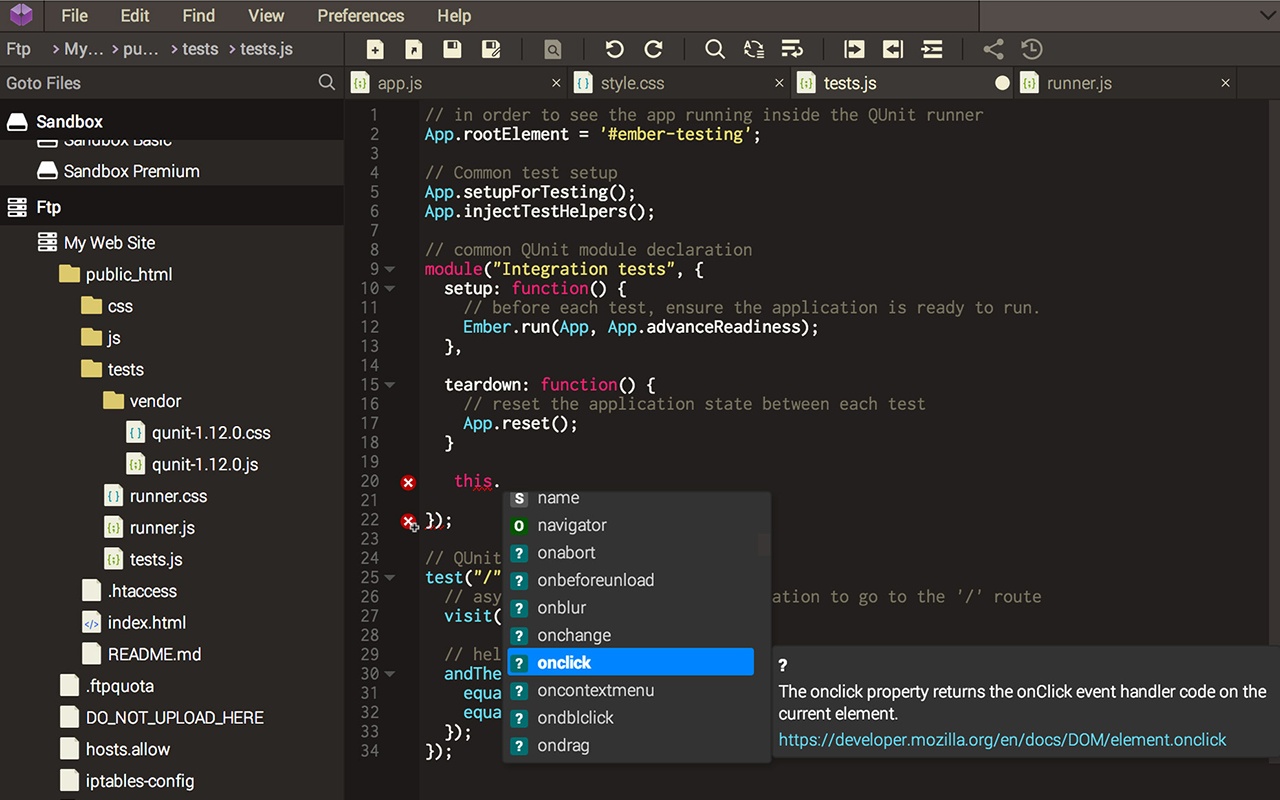 File Edit Find View Preferences Help
Ftp > My... > pu... > tests > tests.js
Goto Files
app.js × style.css × tests.js runner.js ×
Sandbox
Sandbox Basic
Sandbox Premium
Ftp
My Web Site
public_html
css
js
tests
vendor
qunit-1.12.0.css
qunit-1.12.0.js
runner.css
runner.js
tests.js
.htaccess
index.html
README.md
.ftpquota
DO_NOT_UPLOAD_HERE
hosts.allow
iptables-config
1 // in order to see the app running inside the QUnit runner
2 App.rootElement = '#ember-testing';
3
4 // Common test setup
5 App.setupForTesting();
6 App.injectTestHelpers();
7
8 // common QUnit module declaration
9 module("Integration tests", {
10 setup: function() {
11 // before each test, ensure the application is ready to run.
12 Ember.run(App, App.advanceReadiness);
13 },
14
15 teardown: function() {
16 // reset the application state between each test
17 App.reset();
18 }
19
20 this.
21
22 });
23
24 // QUnit
25 test("/"
26 // asy ation to go to the '/' route
27 visit(
28
29 // hel
30 andThe
31 equa
32 equa
33 });
34 });
S name
O navigator
? onabort
? onbeforeunload
? onblur
? onchange
? onclick
? oncontextmenu
? ondblclick
? ondrag
?
The onclick property returns the onClick event handler code on the
current element.
https://developer.mozilla.org/en/docs/DOM/element.onclick